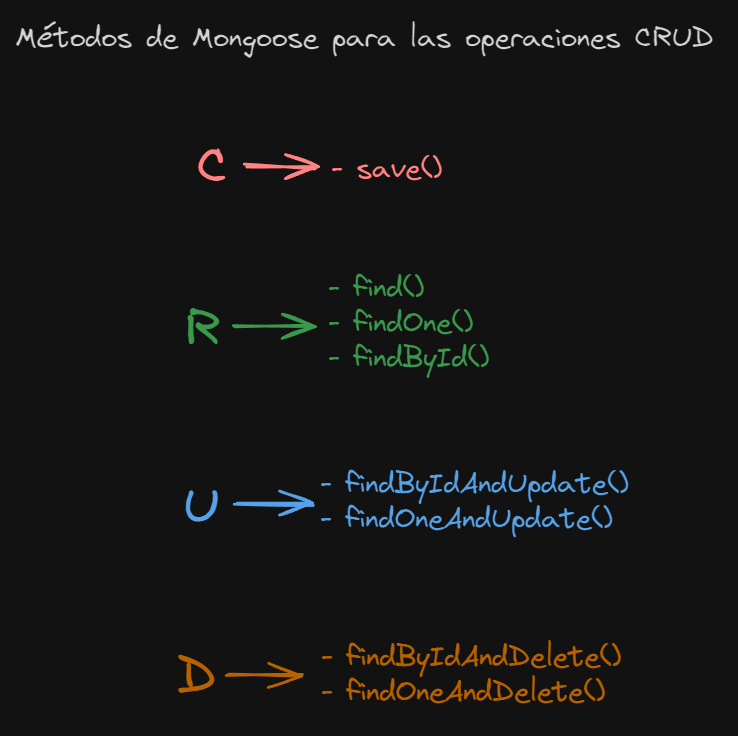 Métodos de Mongoose para las operaciones CRUD
C
- save()
R
- find()
- findOne()
- findById()
U
- findByIdAndUpdate()
- findOneAndUpdate()
D
- findByIdAndDelete()
- findOneAndDelete()